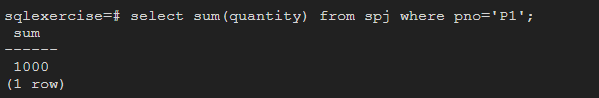 sqlexercise=# select sum(quantity) from spj where pno='P1';
 sum
------
 1000
(1 row)